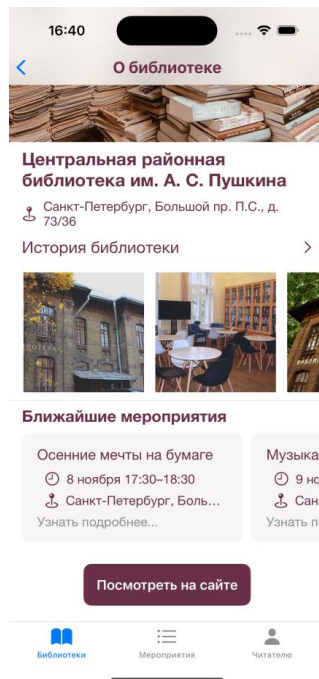 16:40
О библиотеке
Центральная районная
библиотека им. А. С. Пушкина
Санкт-Петербург, Большой пр. П.С., д.
73/36
История библиотеки
Ближайшие мероприятия
Осенние мечты на бумаге
8 ноября 17:30–18:30
Санкт-Петербург, Боль...
Узнать подробнее...
Музыка
9 но
Сан
Узнать п
Посмотреть на сайте
Библиотеки
Мероприятия
Читателю